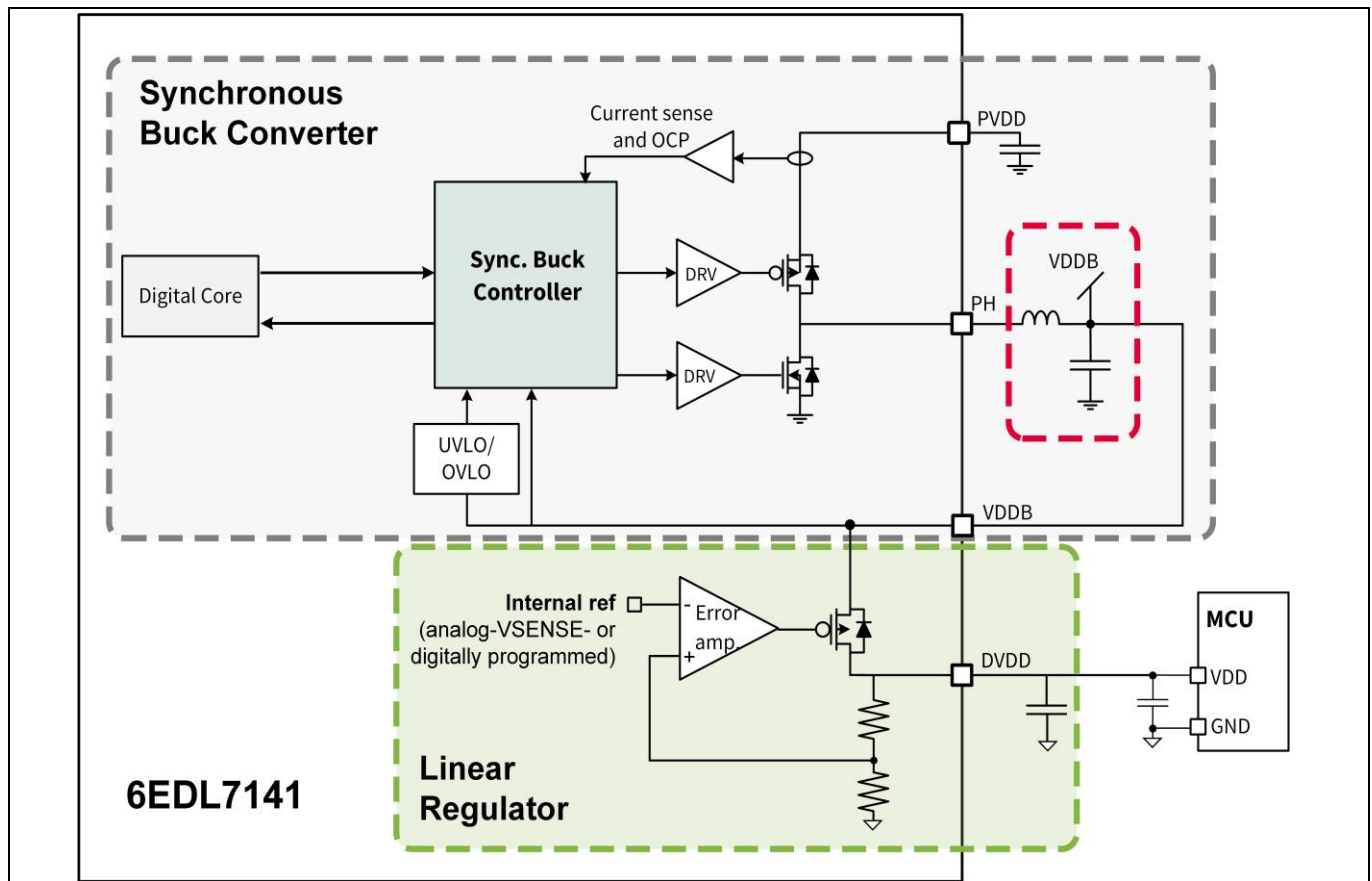 Synchronous
Buck Converter
Current sense
and OCP
PVDD
Digital Core
Sync. Buck
Controller
DRV
VDDB
PH
DRV
UVLO/
OVLO
VDDB
Internal ref
(analog-VSENSE- or
digitally programmed)
-
Error
amp.
+
MCU
DVDD
VDD
GND
Linear
Regulator
6EDL7141